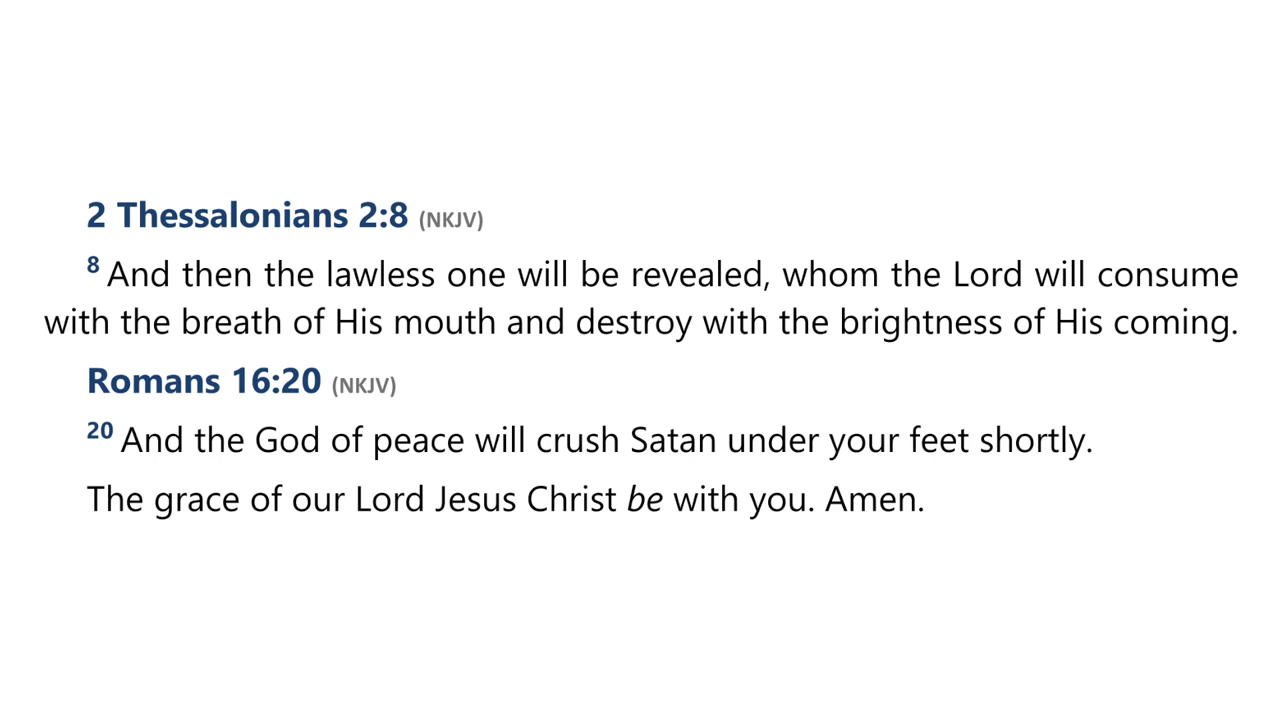 2 Thessalonians 2:8 (NKJV)
8 And then the lawless one will be revealed, whom the Lord will consume
with the breath of His mouth and destroy with the brightness of His coming.
Romans 16:20 (NKJV)
20 And the God of peace will crush Satan under your feet shortly.
The grace of our Lord Jesus Christ be with you. Amen.